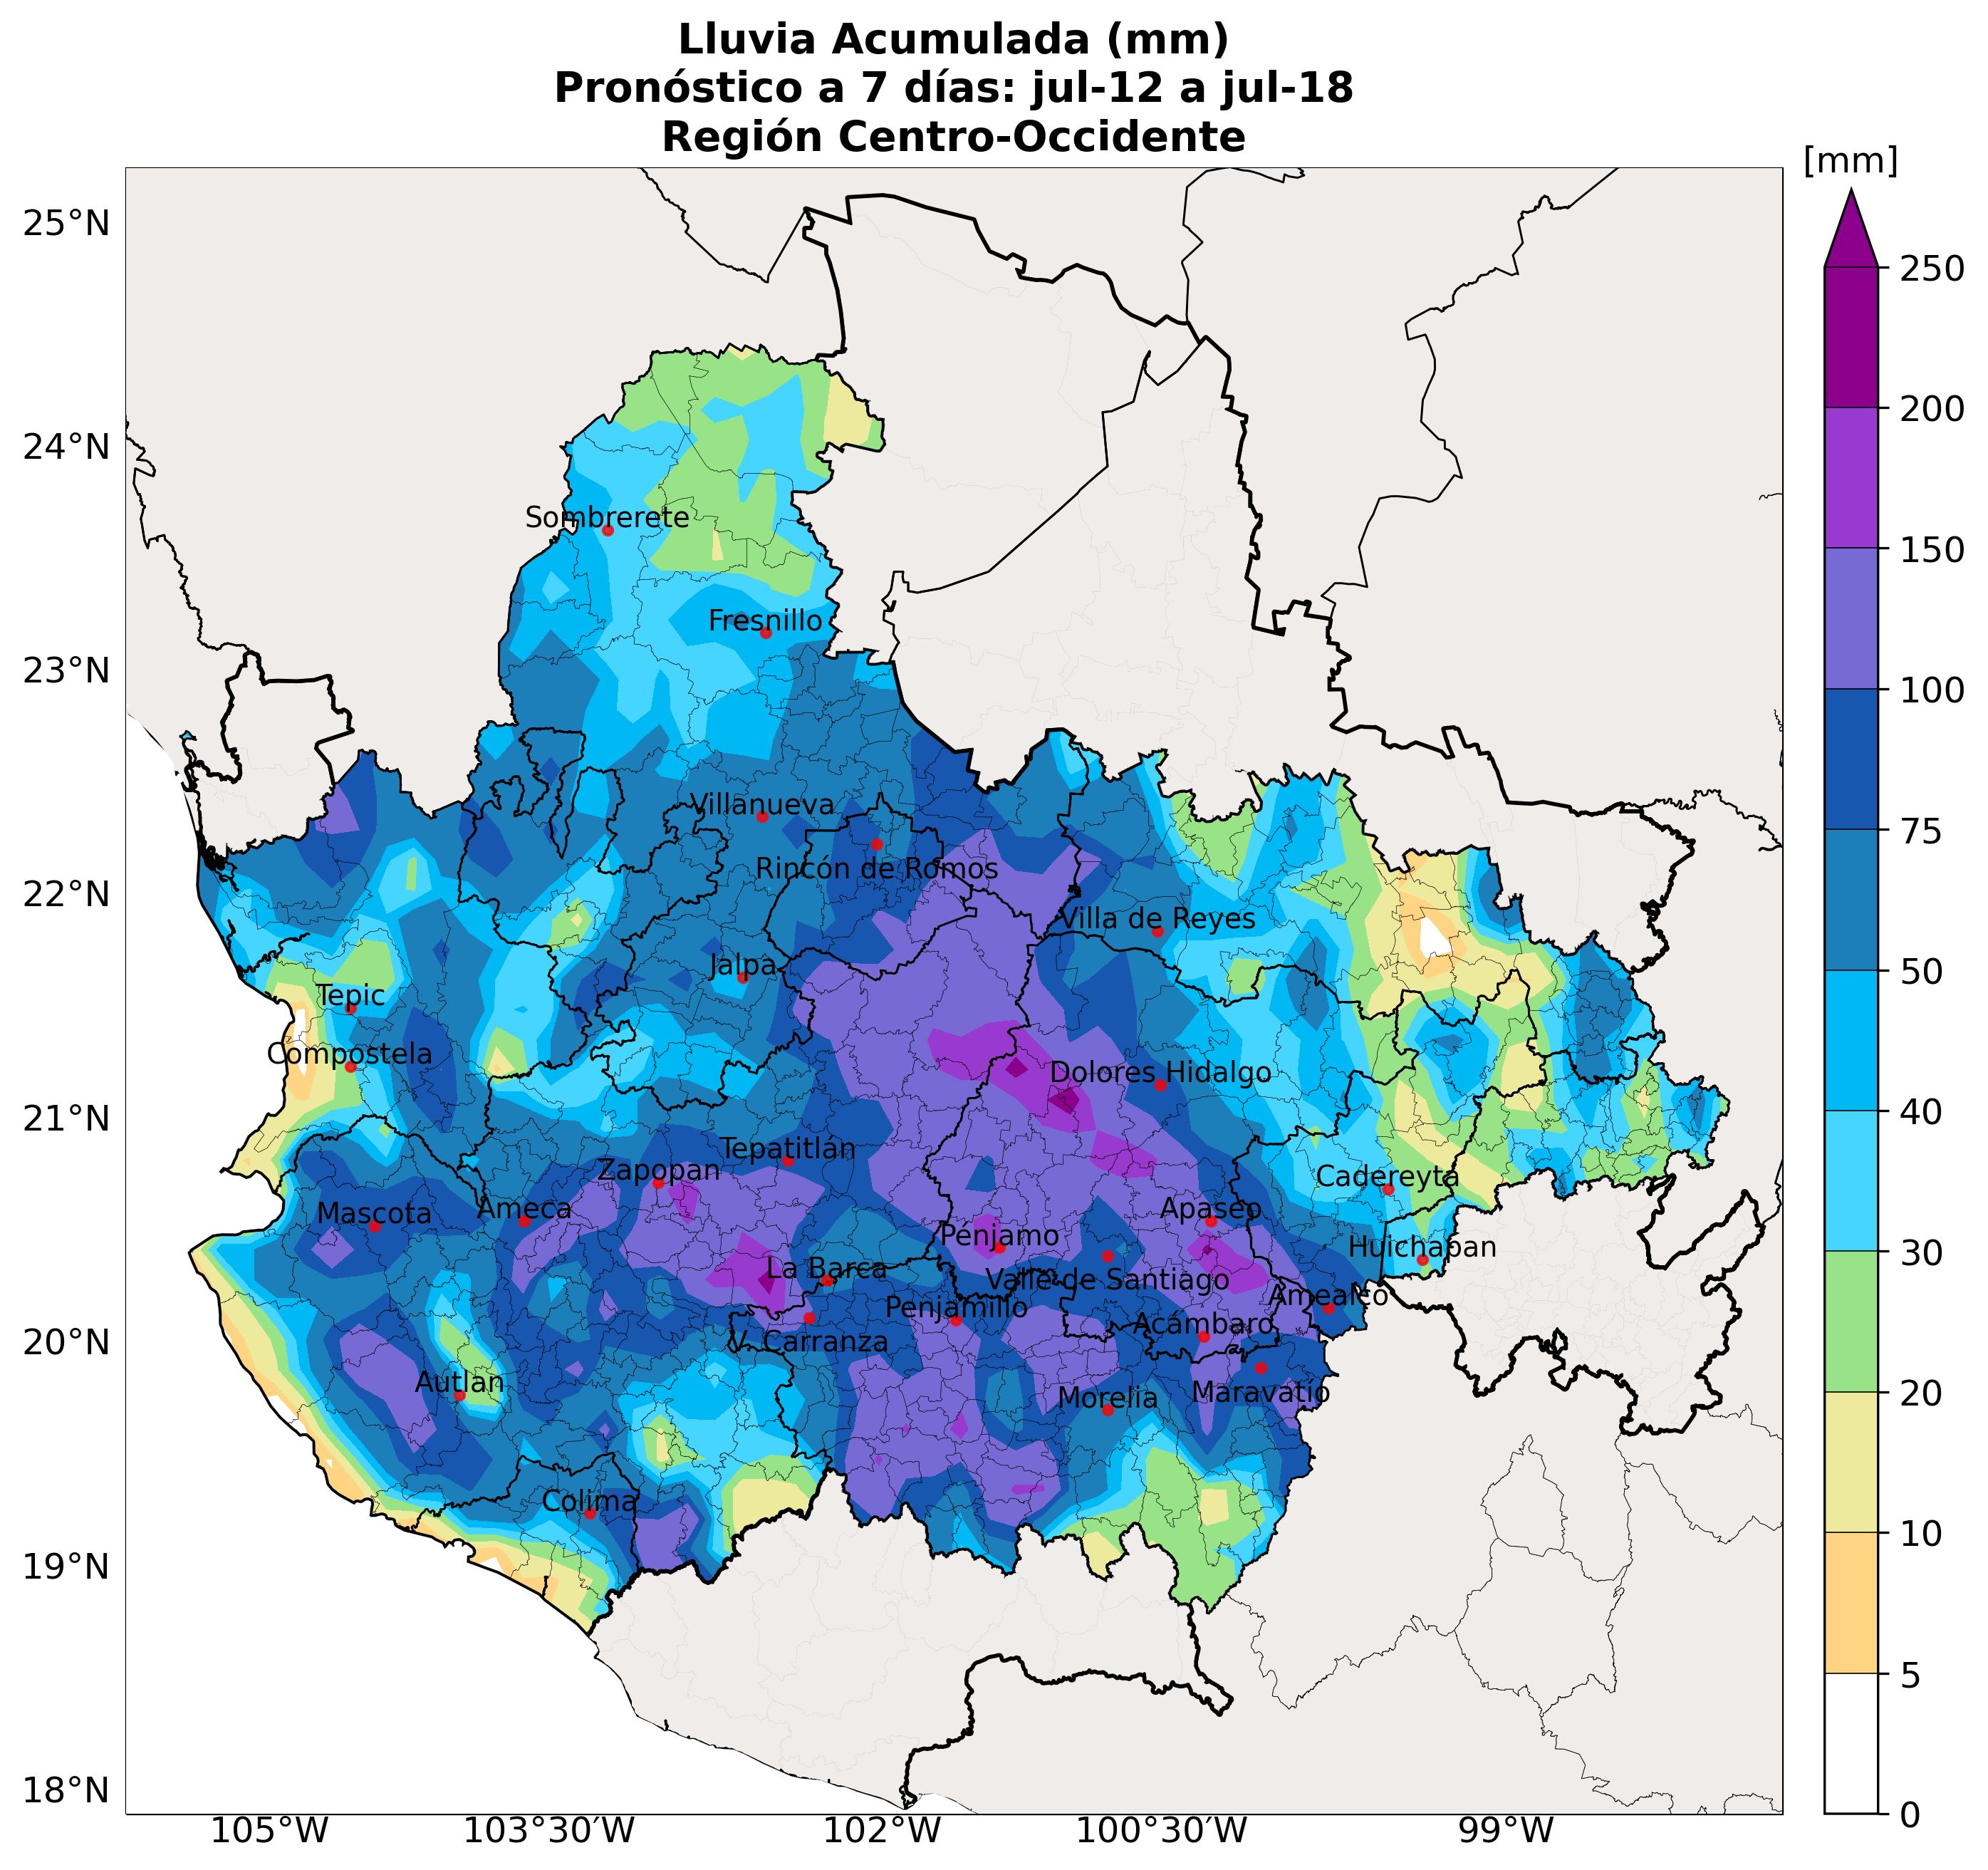 Lluvia Acumulada (mm)
Pronóstico a 7 días: jul-12 a jul-18
Región Centro-Occidente
[mm]
25°N
250
200
24°N
Sombrerete
150
Fresnillo
23°N
100
Villanueva
75
Rincón de Romos
22°N
Villa de Reyes
Jalpa
50
Tepic
Compostela
Dolores Hidalgo
21°N
40
Tepatitlán
Zapopan
Cadereyta
Mascota
Ameca
Apaseo
Penjamo
Huichapan
30
La Barca
Valle de Santiago
Amealco
Penjamillo
Acámbaro
20°N
V. Carranza
Autlán
Morelia
Maravatío
20
Colima
10
19°N
5
18°N
0
105°W
103°30'W
102°W
100°30'W
99°W